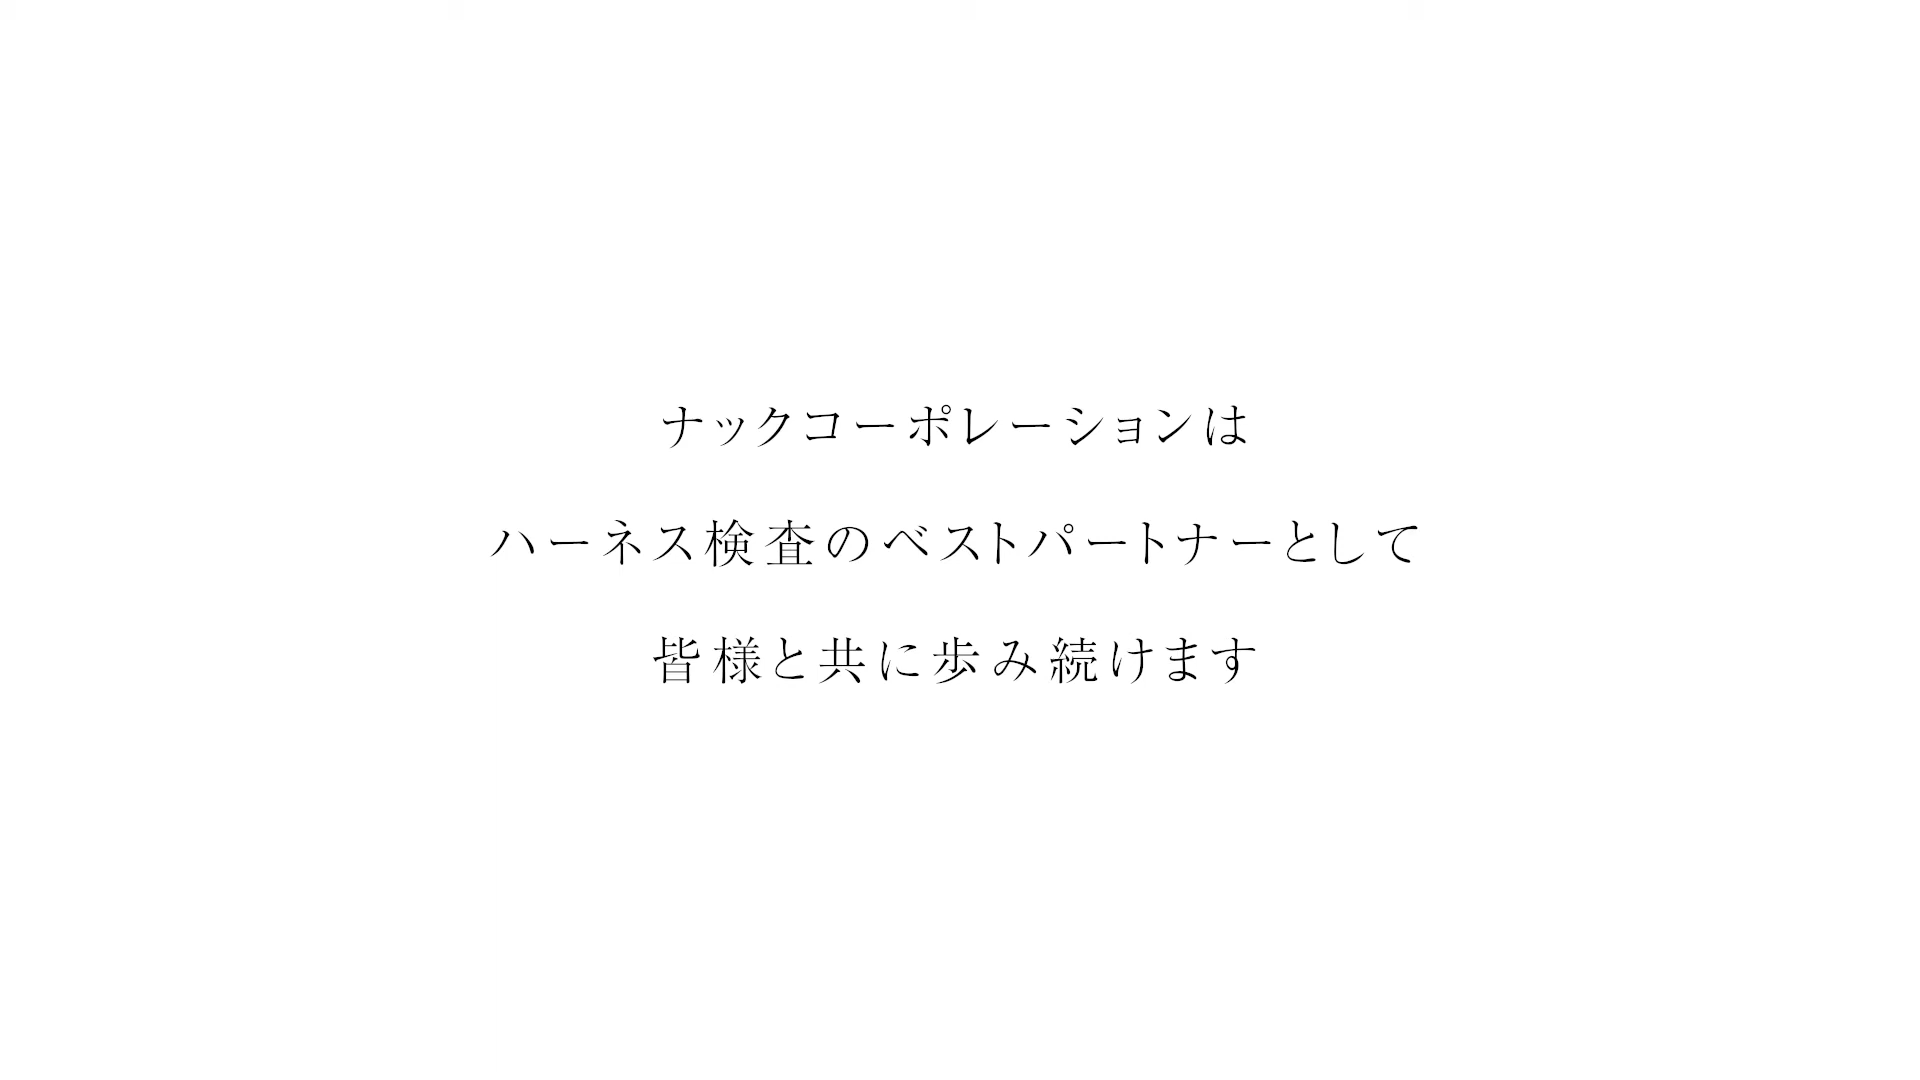 ナックコーポレーションは
ハーネス検査のベストパートナーとして
皆様と共に歩み続けます